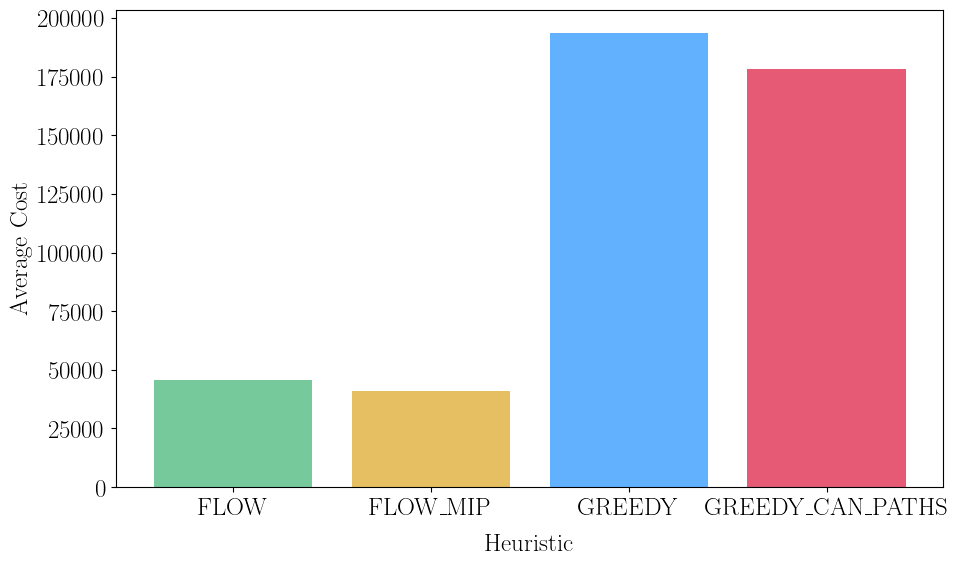 200000
175000
150000
125000
100000
75000
50000
25000
0
Average Cost
FLOW
FLOW_MIP
GREEDY
GREEDY_CAN_PATHS
Heuristic